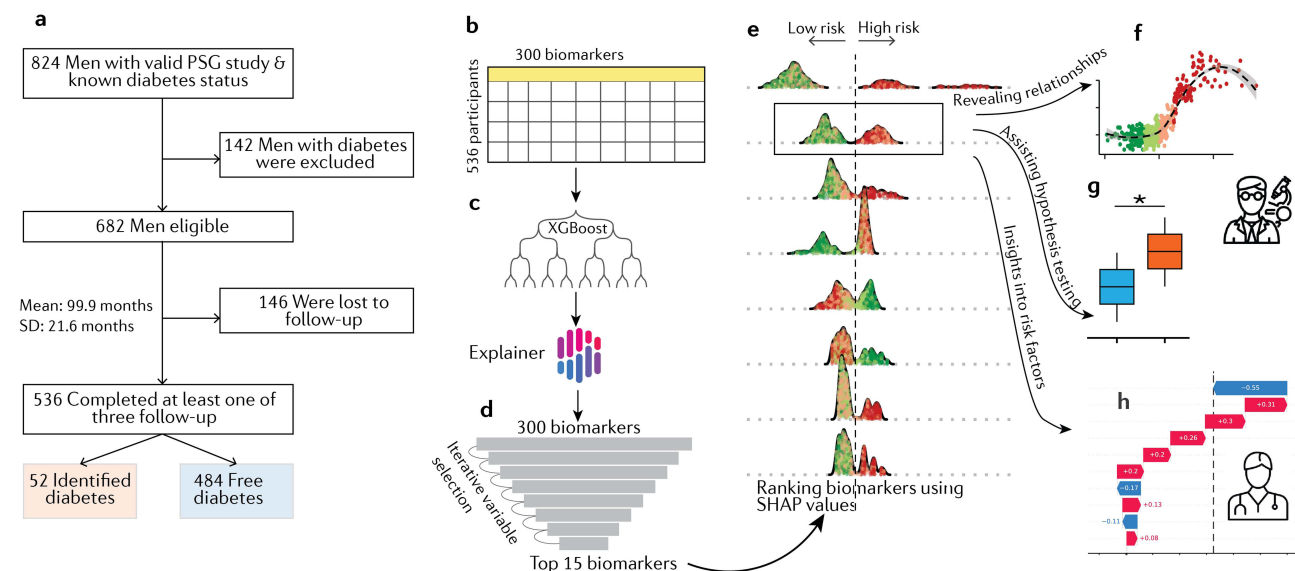 a
824 Men with valid PSG study &
known diabetes status
142 Men with diabetes
were excluded
682 Men eligible
Mean: 99.9 months
SD: 21.6 months
146 Were lost to
follow-up
536 Completed at least one of
three follow-up
52 Identified
diabetes
484 Free
diabetes
b
300 biomarkers
536 participants
c
XGBoost
Explainer
d
300 biomarkers
Iterative variable
selection
Top 15 biomarkers
e
Low risk
High risk
Ranking biomarkers using
SHAP values
Revealing relationships
Assisting hypothesis testing
Insights into risk factors
f
g
*
h
−0.55
+0.31
+0.3
+0.26
+0.2
+0.2
−0.17
+0.13
−0.11
+0.08